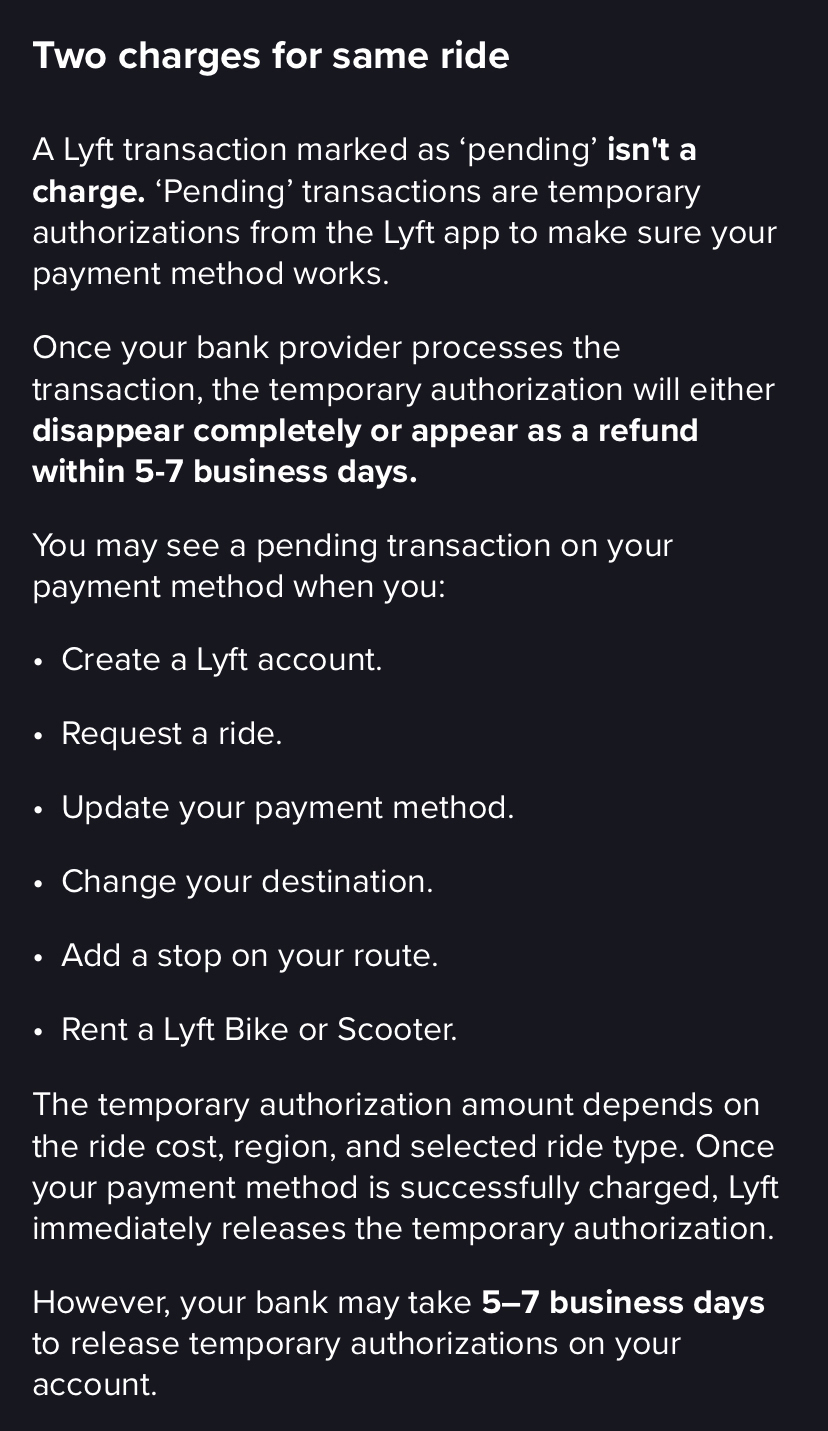 Two charges for same ride
A Lyft transaction marked as ‘pending’ isn't a
charge. ‘Pending’ transactions are temporary
authorizations from the Lyft app to make sure your
payment method works.
Once your bank provider processes the
transaction, the temporary authorization will either
disappear completely or appear as a refund
within 5-7 business days.
You may see a pending transaction on your
payment method when you:
• Create a Lyft account.
• Request a ride.
• Update your payment method.
• Change your destination.
• Add a stop on your route.
• Rent a Lyft Bike or Scooter.
The temporary authorization amount depends on
the ride cost, region, and selected ride type. Once
your payment method is successfully charged, Lyft
immediately releases the temporary authorization.
However, your bank may take 5–7 business days
to release temporary authorizations on your
account.